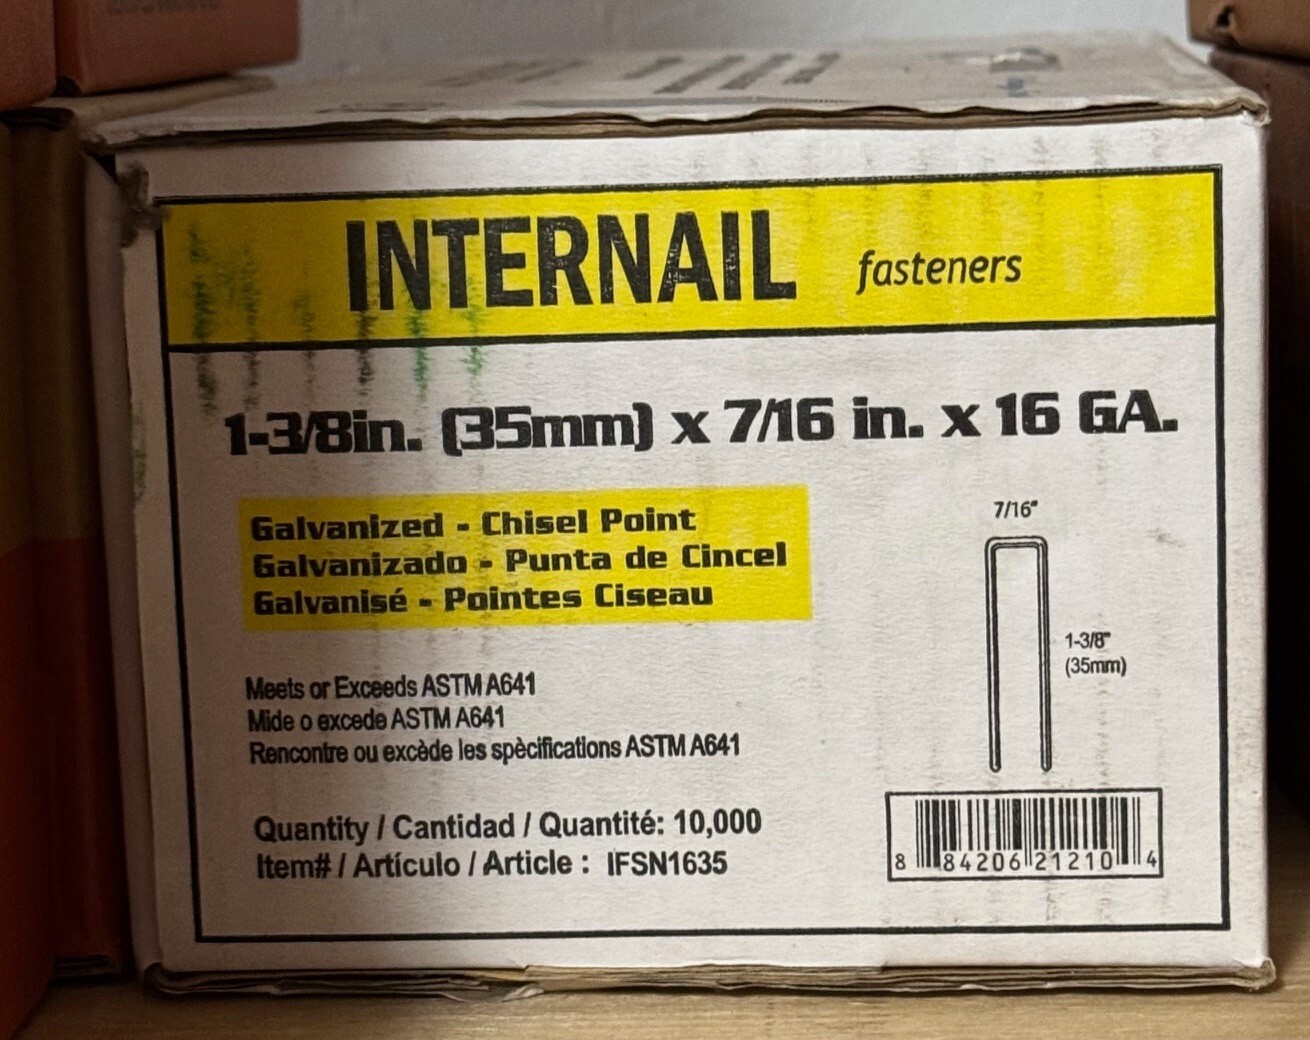 INTERNAIL fasteners
1-3/8in. (35mm) x 7/16 in. x 16 GA.
Galvanized - Chisel Point
Galvanizado - Punta de Cincel
Galvanisé - Pointes Ciseau
7/16"
1-3/8"
(35mm)
Meets or Exceeds ASTM A641
Mide o excede ASTM A641
Rencontre ou excède les spècifications ASTM A641
Quantity / Cantidad / Quantité: 10,000
Item# / Artículo / Article : IFSN1635
8 84206 21210 4